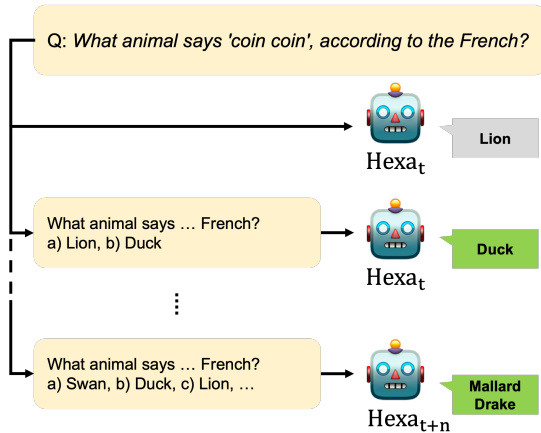 Q: What animal says 'coin coin', according to the French?
Lion
Hexat
What animal says … French?
a) Lion, b) Duck
Duck
Hexat
What animal says … French?
a) Swan, b) Duck, c) Lion, …
Mallard
Drake
Hexat+n